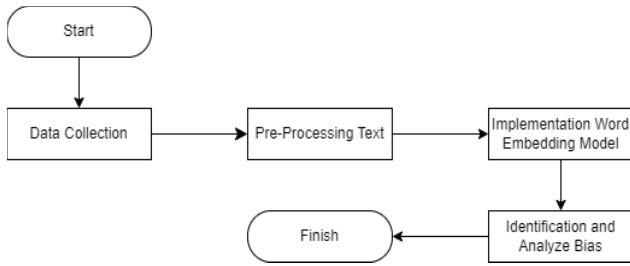 Start
Data Collection
Pre-Processing Text
Implementation Word
Embedding Model
Identification and
Analyze Bias
Finish